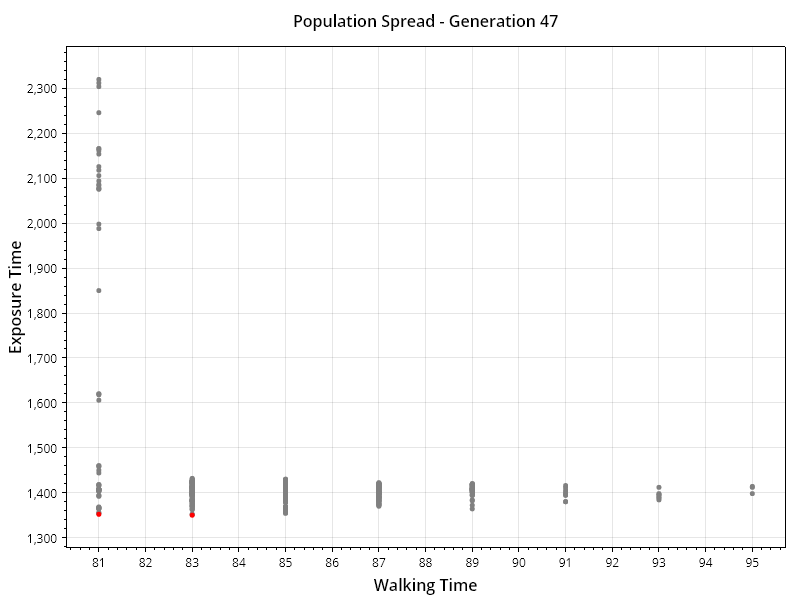 Population Spread - Generation 47
Exposure Time
2,300
2,200
2,100
2,000
1,900
1,800
1,700
1,600
1,500
1,400
1,300
81 82 83 84 85 86 87 88 89 90 91 92 93 94 95
Walking Time